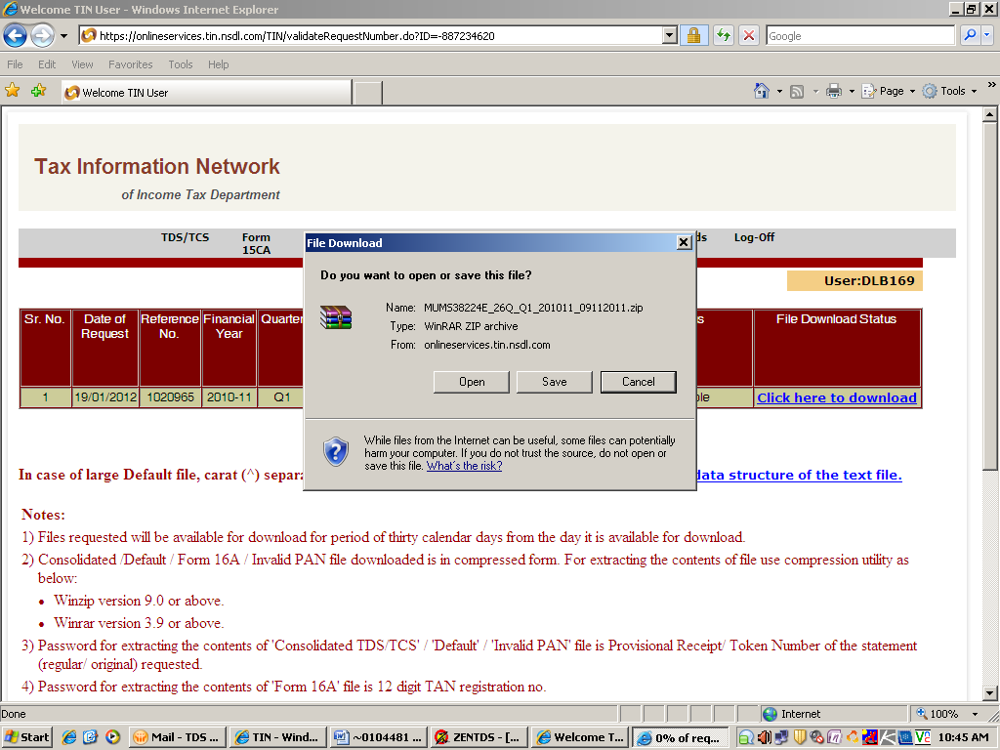 Welcome TIN User - Windows Internet Explorer
https://onlineservices.tin.nsdl.com/TIN/validateRequestNumber.do?ID=-887234620
Google
File Edit View Favorites Tools Help
Welcome TIN User
Page Tools
Tax Information Network
of Income Tax Department
TDS/TCS Form 15CA Log-Off
User:DLB169
Sr. No. Date of Request Reference No. Financial Year Quarter File Download Status
1 19/01/2012 1020965 2010-11 Q1 Click here to download
File Download
Do you want to open or save this file?
Name: MUMS38224E_26Q_Q1_201011_09112011.zip
Type: WinRAR ZIP archive
From: onlineservices.tin.nsdl.com
Open Save Cancel
While files from the Internet can be useful, some files can potentially
harm your computer. If you do not trust the source, do not open or
save this file. What's the risk?
In case of large Default file, carat (^) data structure of the text file.
Notes:
1) Files requested will be available for download for period of thirty calendar days from the day it is available for download.
2) Consolidated /Default / Form 16A / Invalid PAN file downloaded is in compressed form. For extracting the contents of file use compression utility as
below:
• Winzip version 9.0 or above.
• Winrar version 3.9 or above.
3) Password for extracting the contents of 'Consolidated TDS/TCS' / 'Default' / 'Invalid PAN' file is Provisional Receipt/ Token Number of the statement
(regular/ original) requested.
4) Password for extracting the contents of 'Form 16A' file is 12 digit TAN registration no.
Done Internet 100%
Start Mail - TDS ... TIN - Wind... ~0104481 ... ZENTDS - [... Welcome T... 0% of req... 10:45 AM